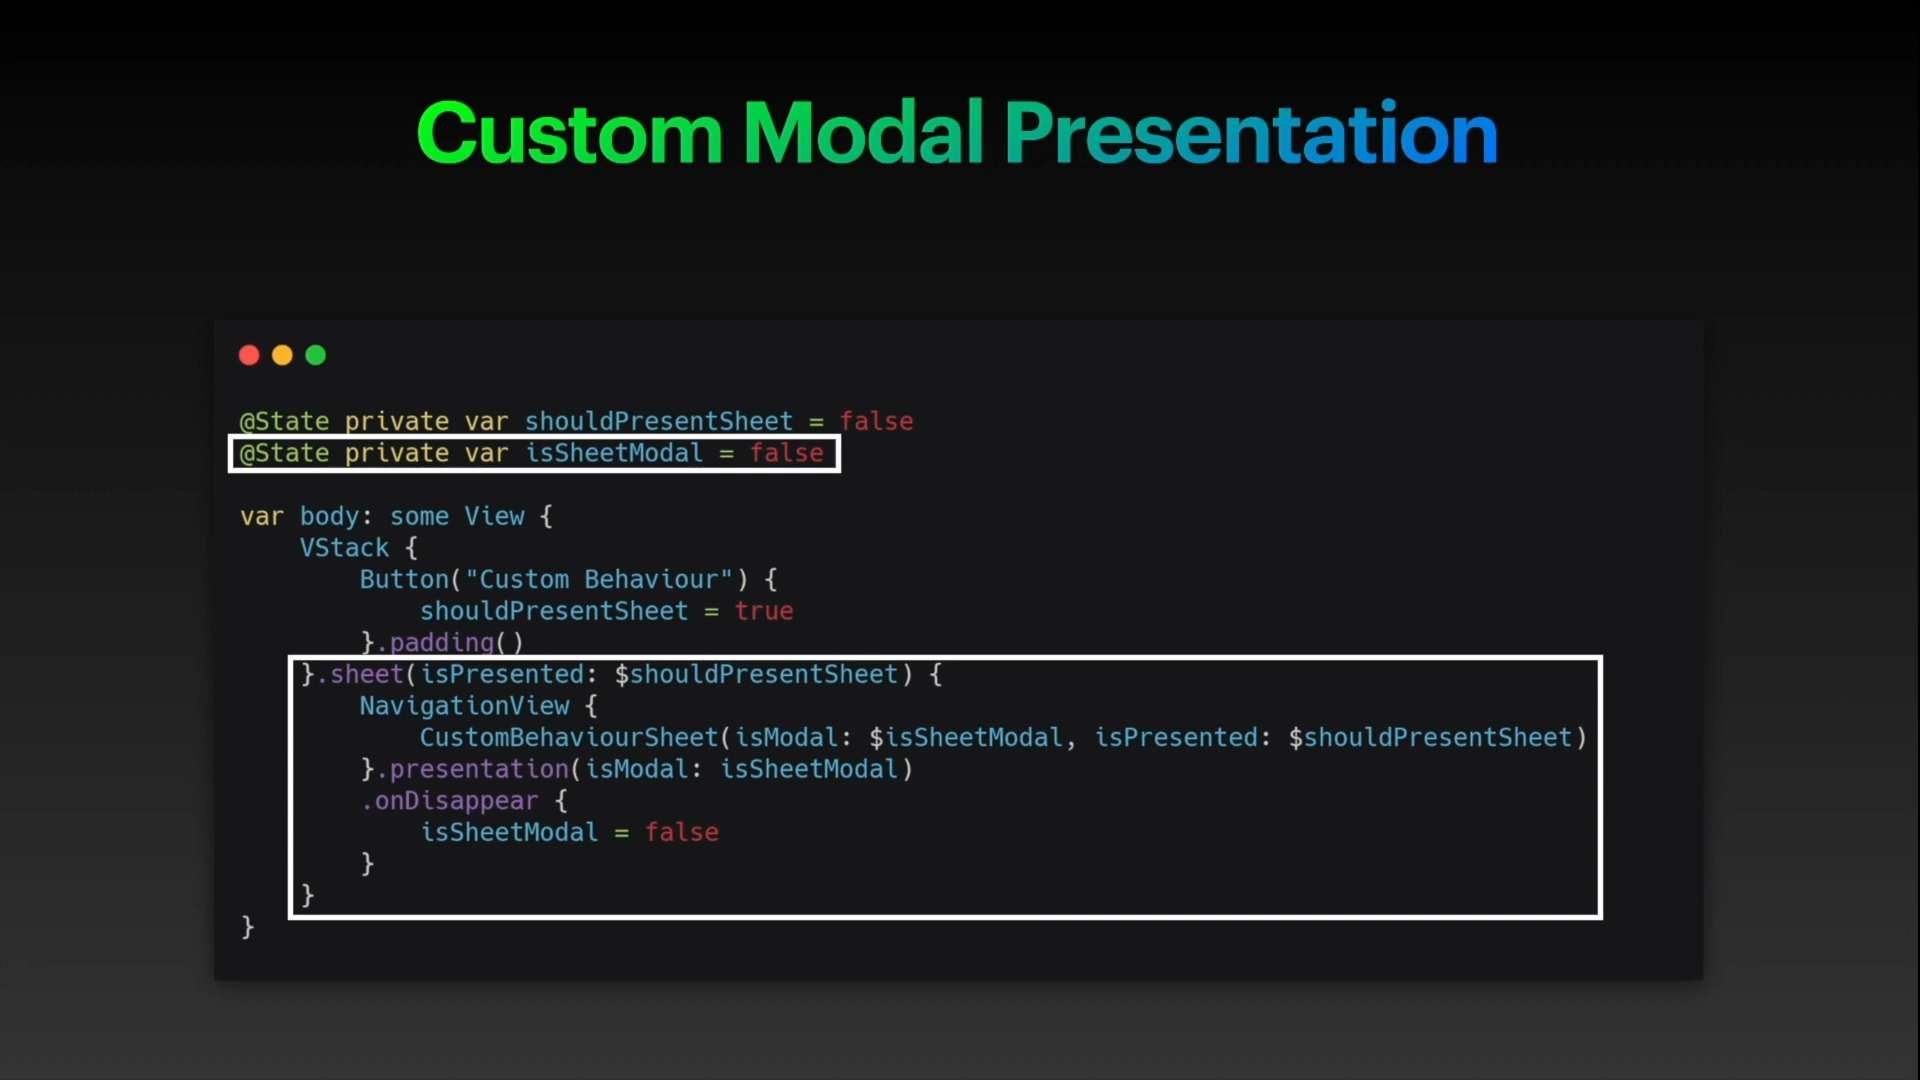 Custom Modal Presentation
@State private var shouldPresentSheet = false
@State private var isSheetModal = false
var body: some View {
VStack {
Button("Custom Behaviour") {
shouldPresentSheet = true
}.padding()
}.sheet(isPresented: $shouldPresentSheet) {
NavigationView {
CustomBehaviourSheet(isModal: $isSheetModal, isPresented: $shouldPresentSheet)
}.presentation(isModal: isSheetModal)
.onDisappear {
isSheetModal = false
}
}
}